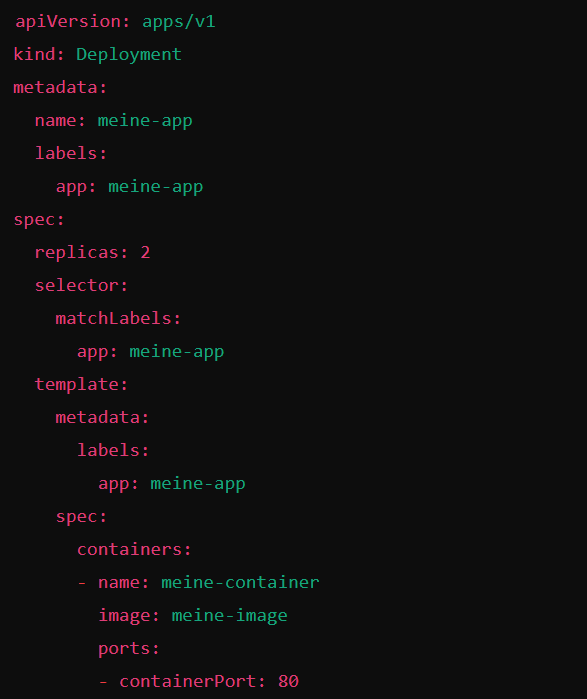 apiVersion: apps/v1
kind: Deployment
metadata:
  name: meine-app
  labels:
    app: meine-app
spec:
  replicas: 2
  selector:
    matchLabels:
      app: meine-app
  template:
    metadata:
      labels:
        app: meine-app
    spec:
      containers:
      - name: meine-container
        image: meine-image
        ports:
        - containerPort: 80